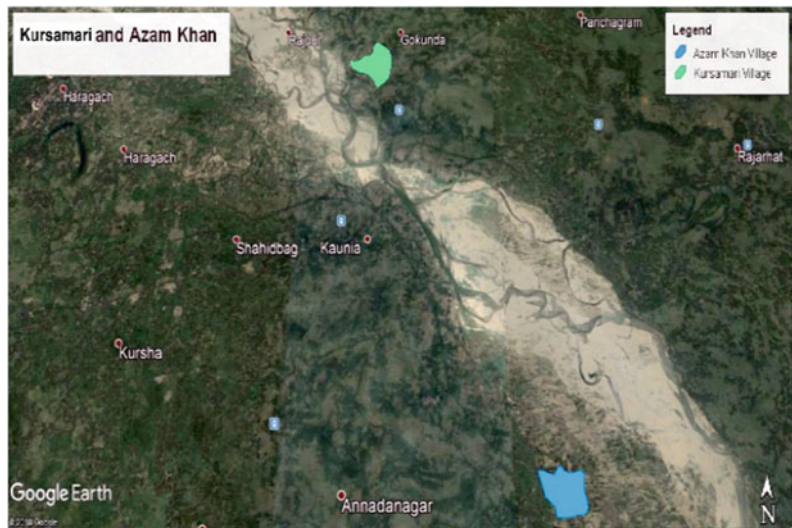 Kursamari and Azam Khan
Rajpur
Gokunda
Panchagram
Legend
Azam Khan Village
Kursamari Village
Haragach
Haragach
Rajarhat
Shahidbag
Kaunia
Kursha
Google Earth
Annadanagar
N